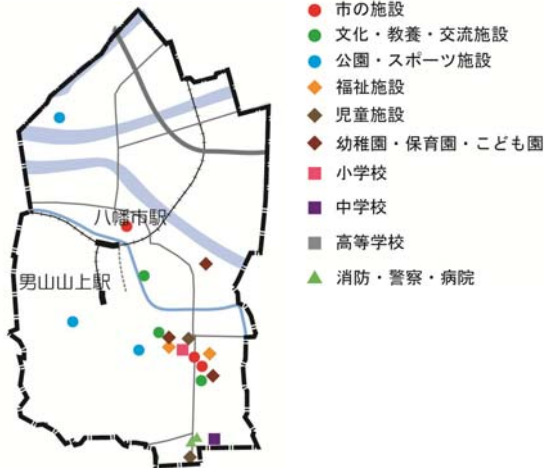 市の施設
文化・教養・交流施設
公園・スポーツ施設
福祉施設
児童施設
幼稚園・保育園・こども園
小学校
中学校
高等学校
消防・警察・病院
八幡市駅
男山山上駅